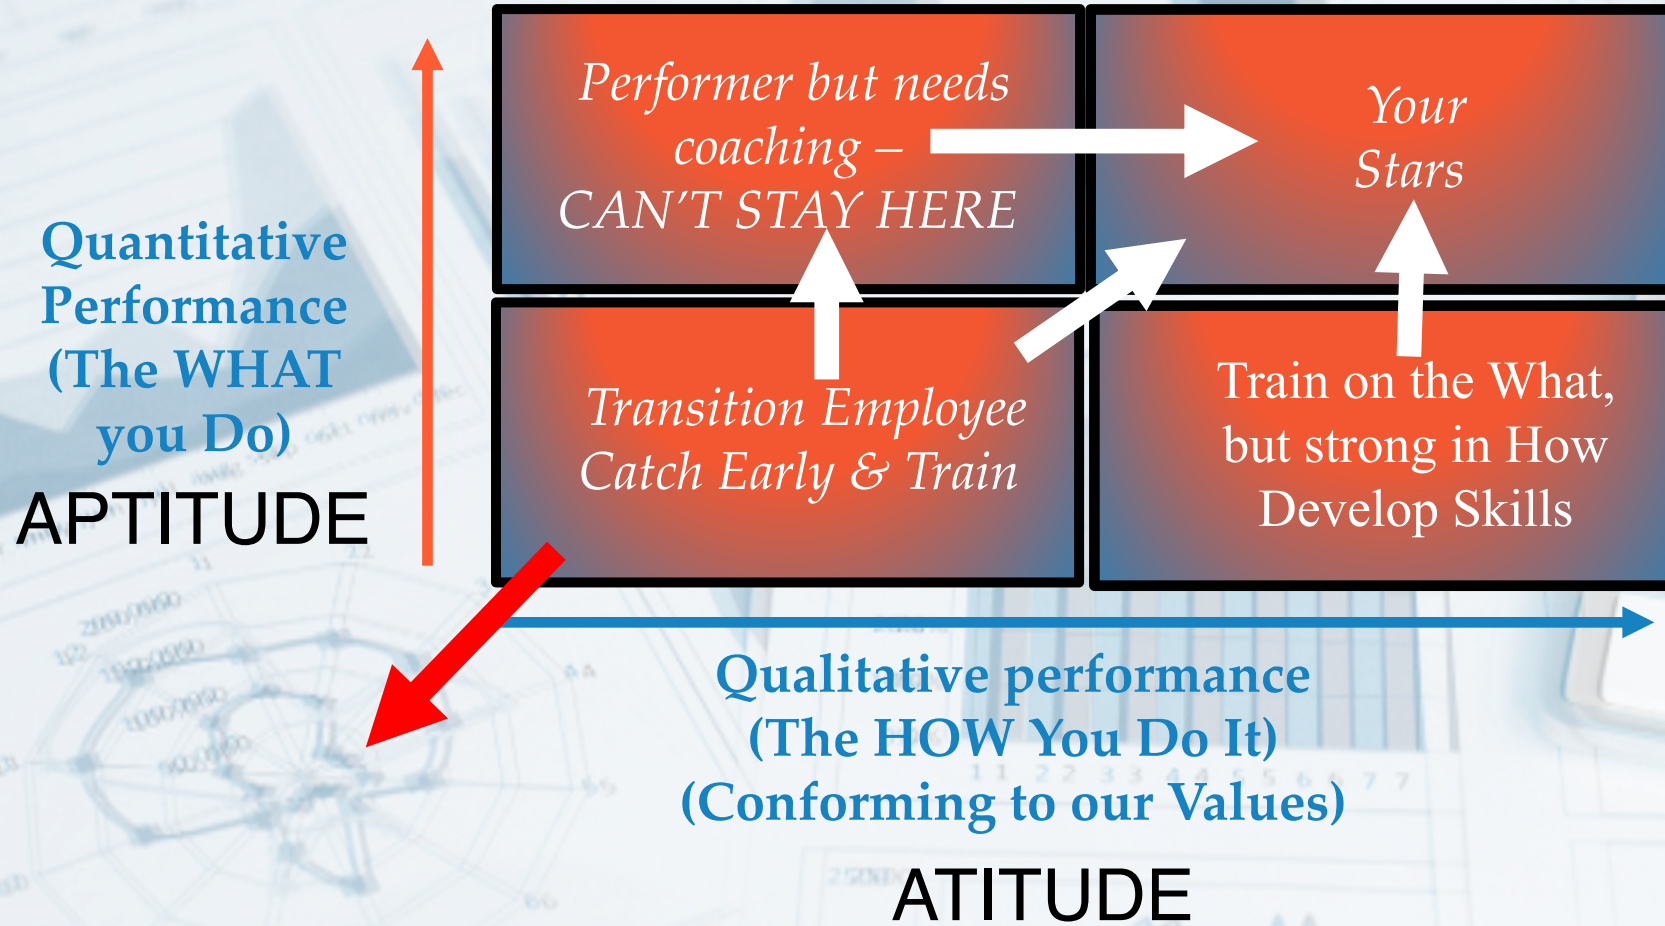 Performer but needs
coaching –
CAN'T STAY HERE
Your
Stars
Quantitative
Performance
(The WHAT
you Do)
APTITUDE
Transition Employee
Catch Early & Train
Train on the What,
but strong in How
Develop Skills
Qualitative performance
(The HOW You Do It)
(Conforming to our Values)
ATITUDE